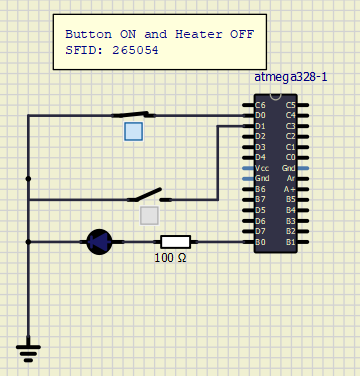 Button ON and Heater OFF
SFID: 265054
atmega328-1
C6 C5
D0 C4
D1 C3
D2 C2
D3 C1
D4 C0
Vcc Gnd
Gnd Ar
B6 A+
B7 B5
D5 B4
D6 B3
D7 B2
B0 B1
100 Ω